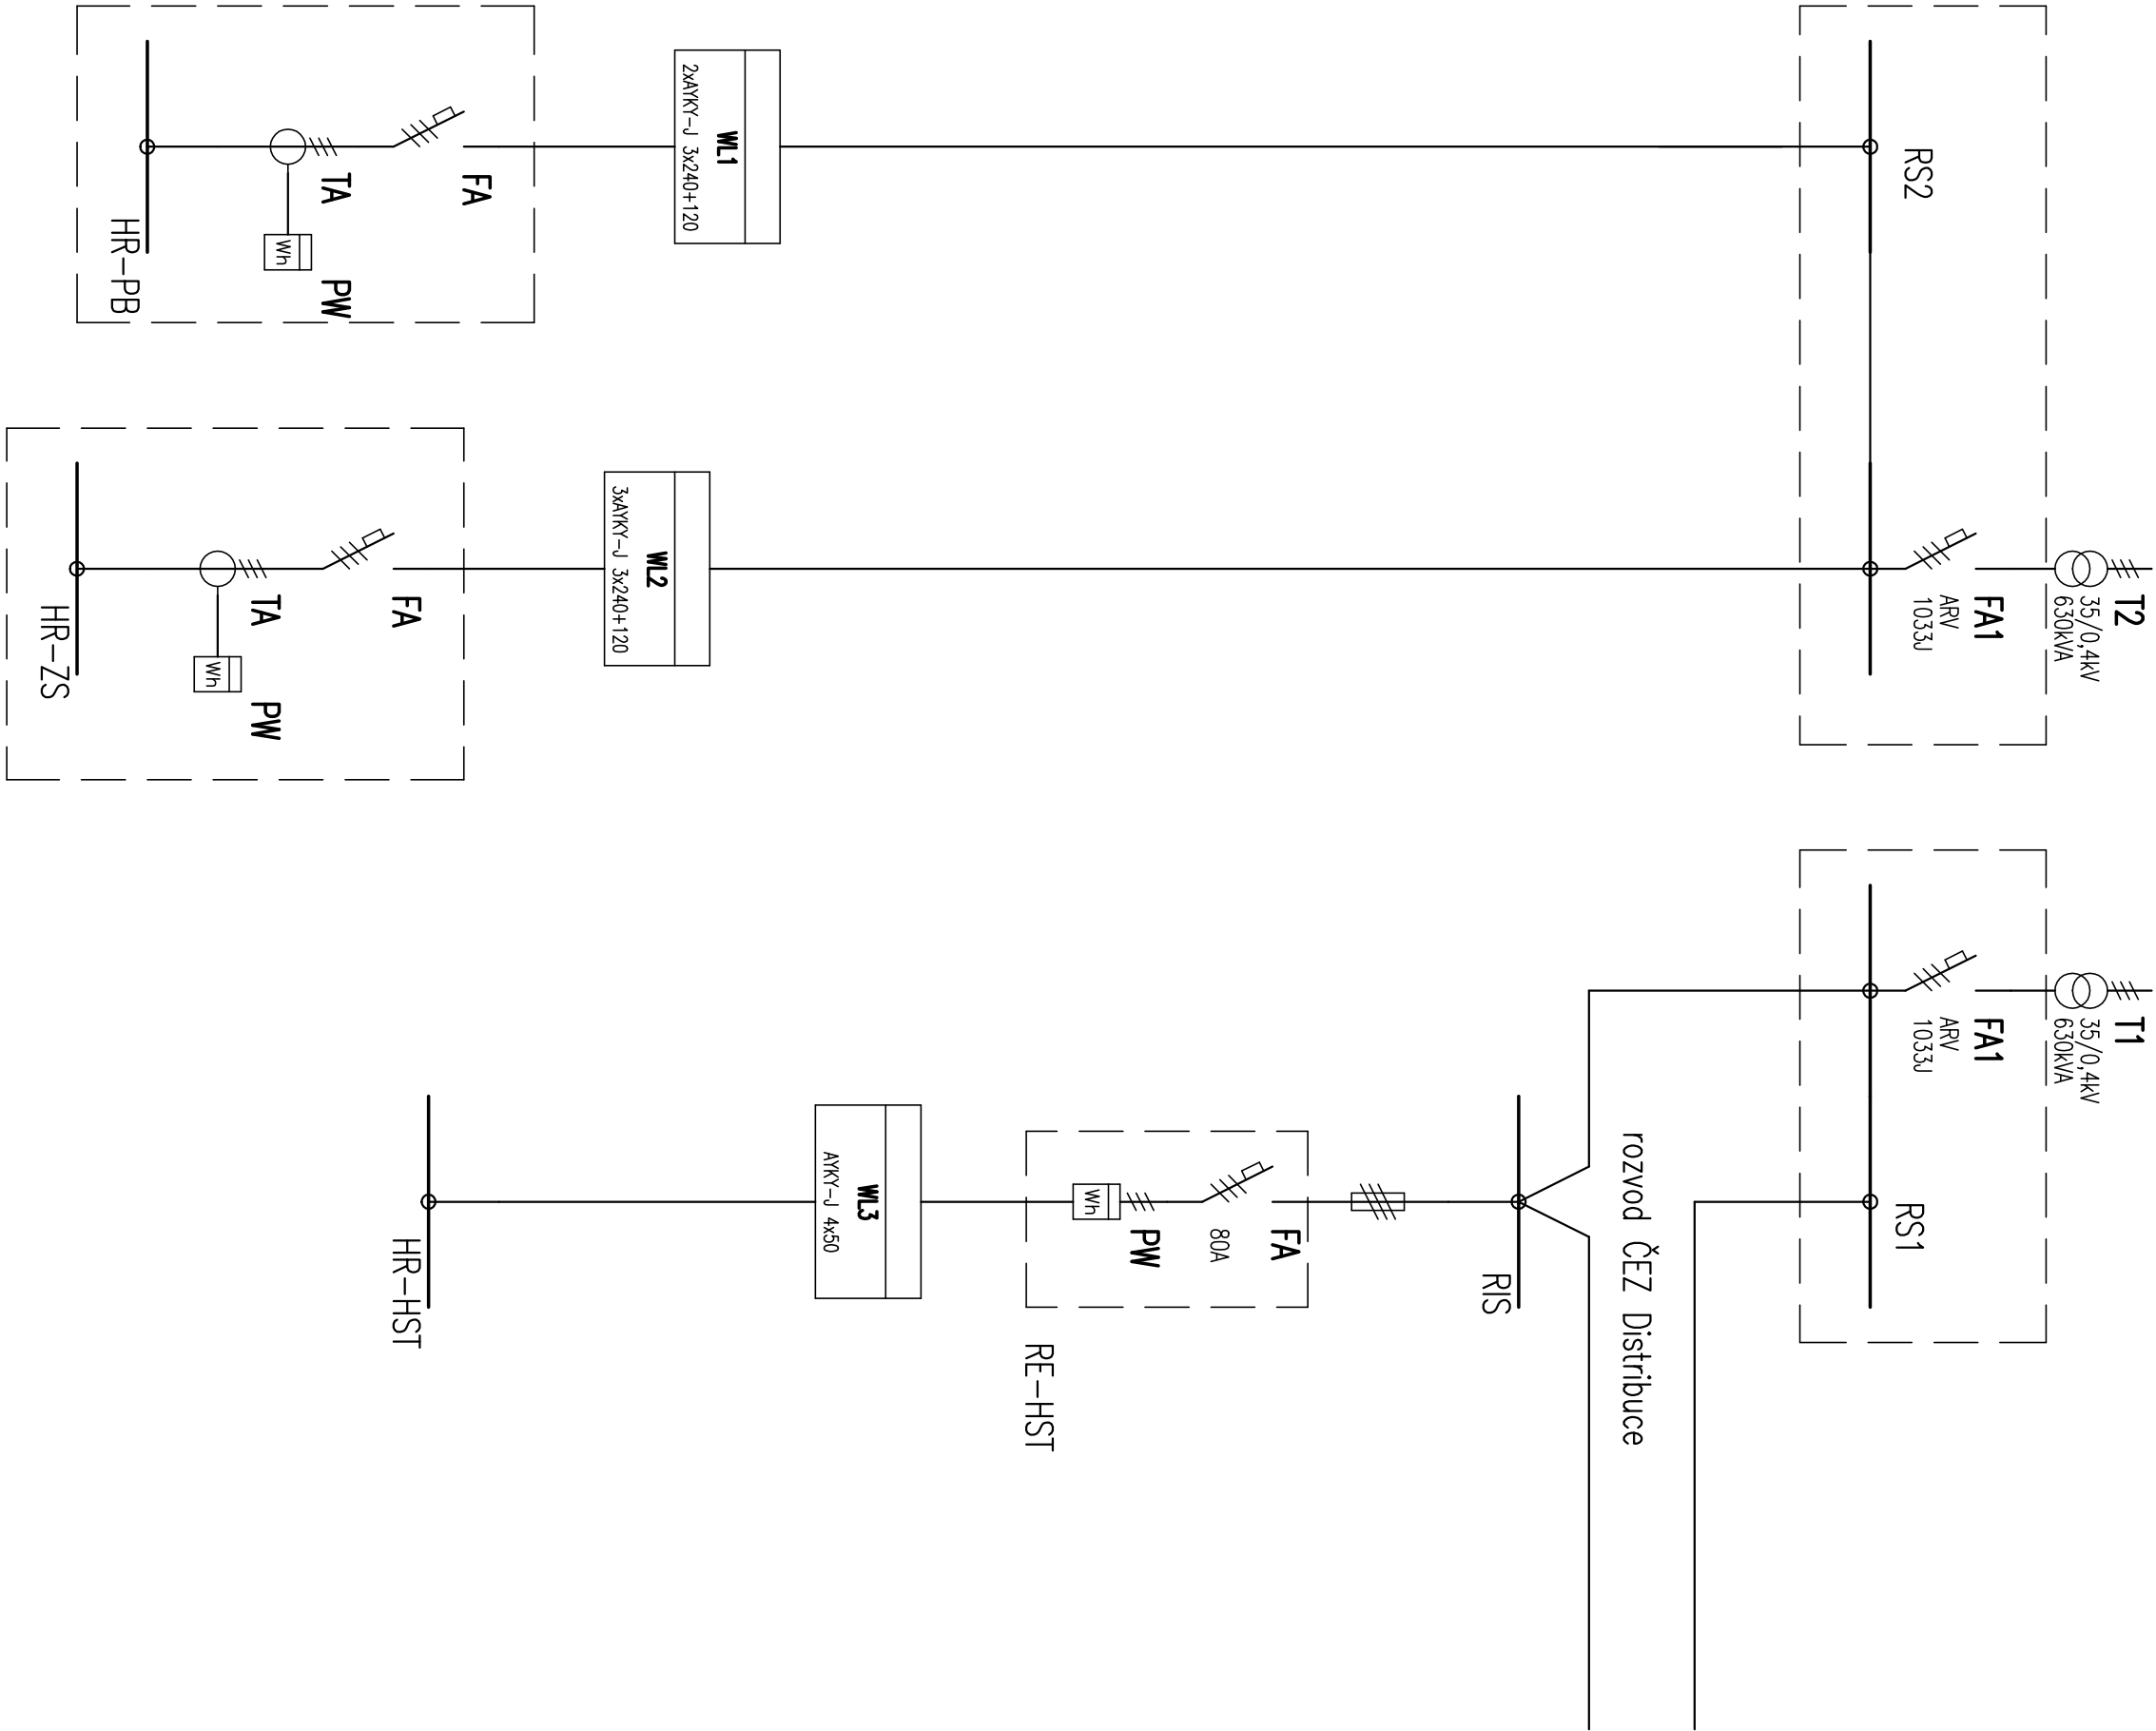 T2
35/0,4kV
630kVA
FA1
ARV
1033J
RS2
T1
35/0,4kV
630kVA
FA1
ARV
1033J
RS1
rozvod ČEZ Distribuce
RIS
FA
80A
PW
Wh
RE-HST
WL3
AYKY-J 4x50
HR-HST
WL1
2xAYKY-J 3x240+120
FA
TA
PW
Wh
HR-PB
WL2
3xAYKY-J 3x240+120
FA
TA
PW
Wh
HR-ZS